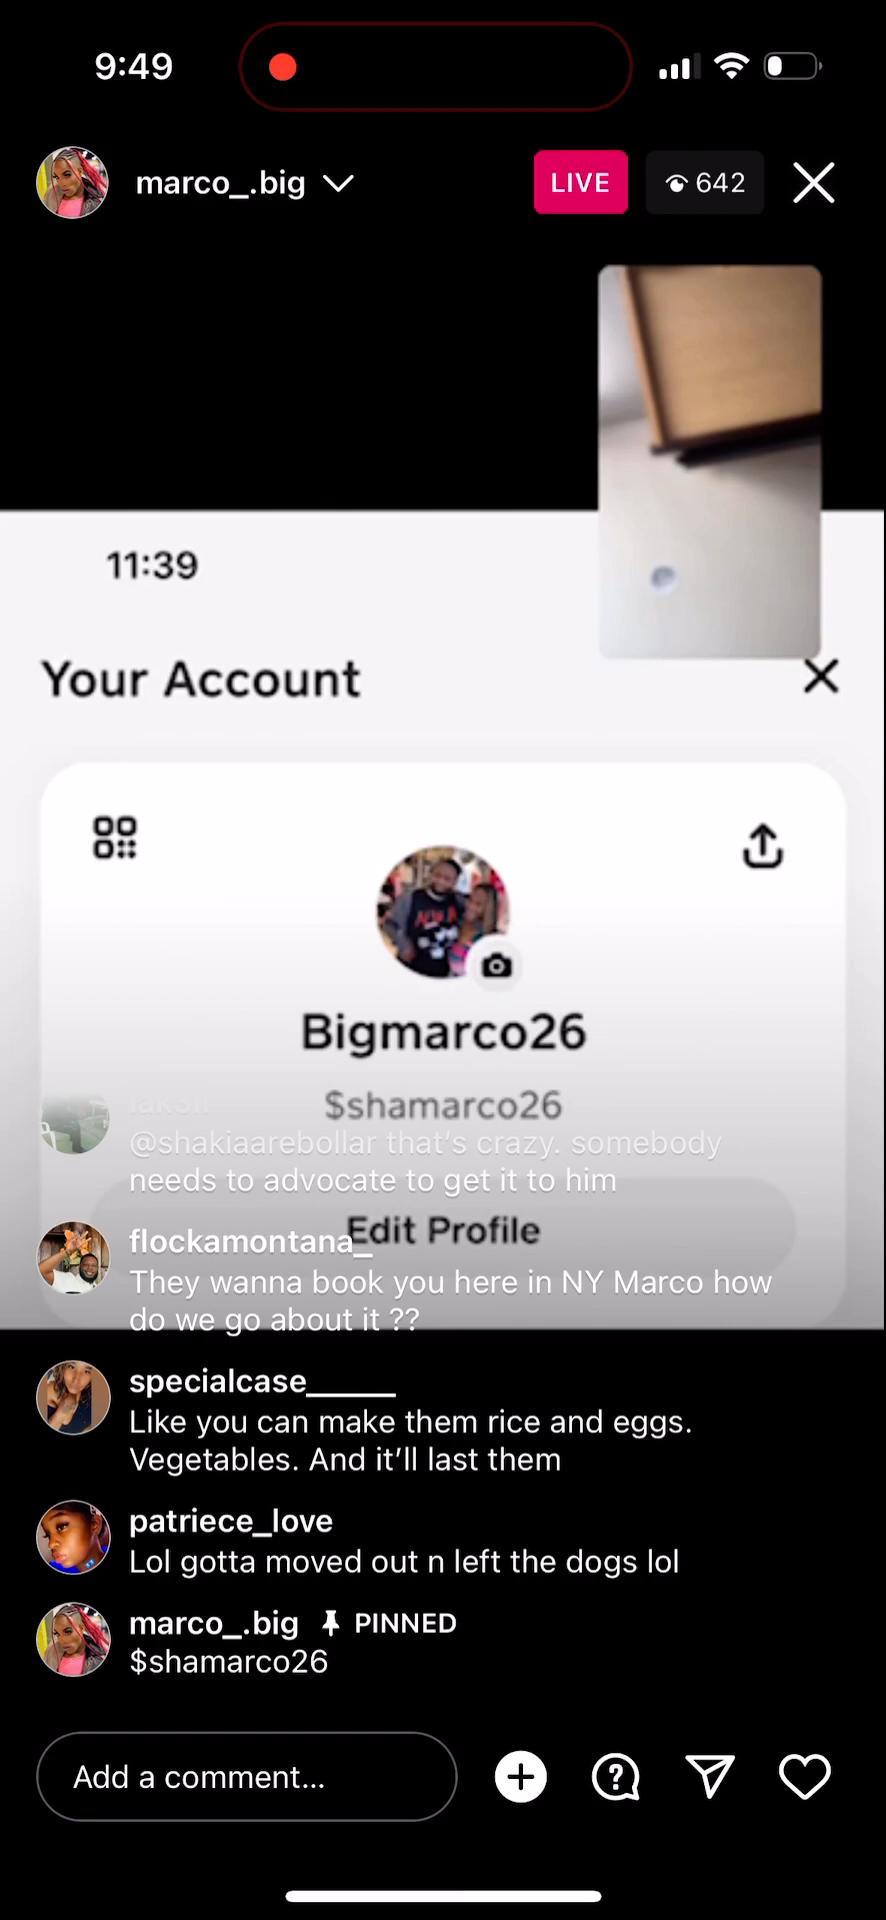 9:49
marco_.big
LIVE
642
11:39
Your Account
Bigmarco26
$shamarco26
@shakiaarebollar that's crazy. somebody
needs to advocate to get it to him
Edit Profile
flockamontana_
They wanna book you here in NY Marco how
do we go about it ??
specialcase______
Like you can make them rice and eggs.
Vegetables. And it'll last them
patriece_love
Lol gotta moved out n left the dogs lol
marco_.big PINNED
$shamarco26
Add a comment...